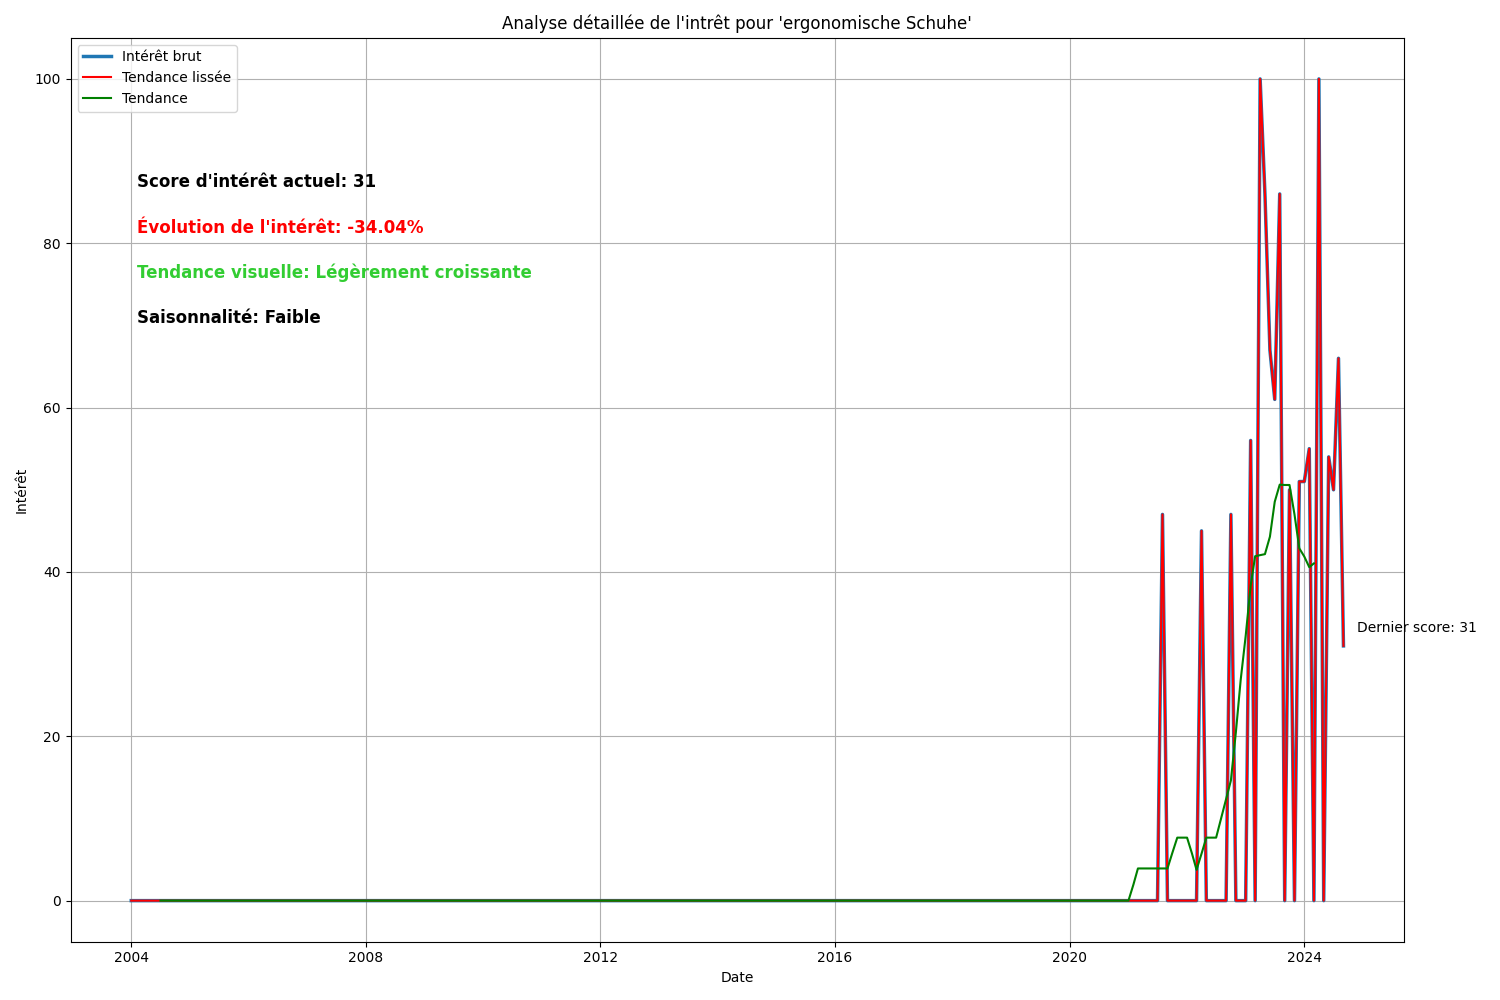 Analyse détaillée de l'intrêt pour 'ergonomische Schuhe'
Intérêt brut
Tendance lissée
Tendance
Score d'intérêt actuel: 31
Évolution de l'intérêt: -34.04%
Tendance visuelle: Légèrement croissante
Saisonnalité: Faible
Dernier score: 31
Intérêt
100
80
60
40
20
0
2004
2008
2012
2016
2020
2024
Date